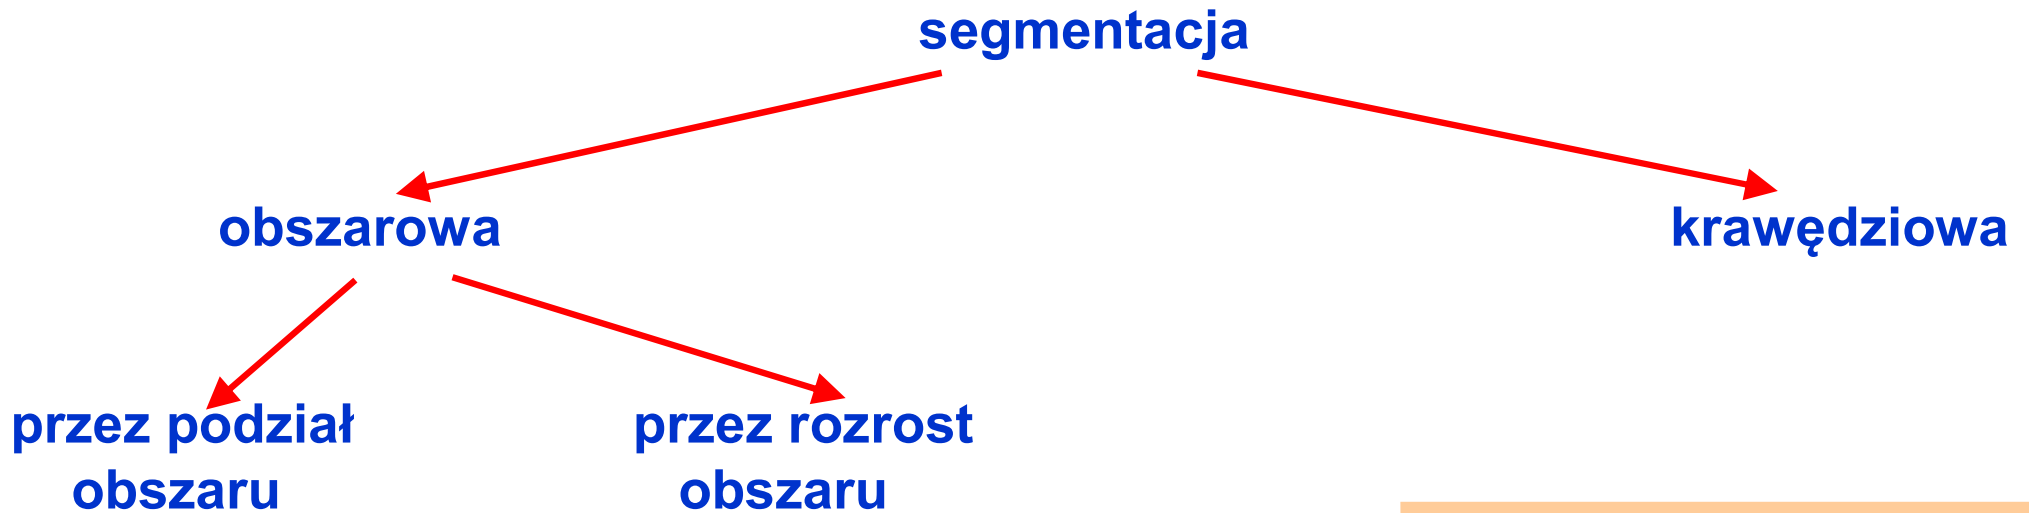 segmentacja
obszarowa
krawędziowa
przez podział
obszaru
przez rozrost
obszaru